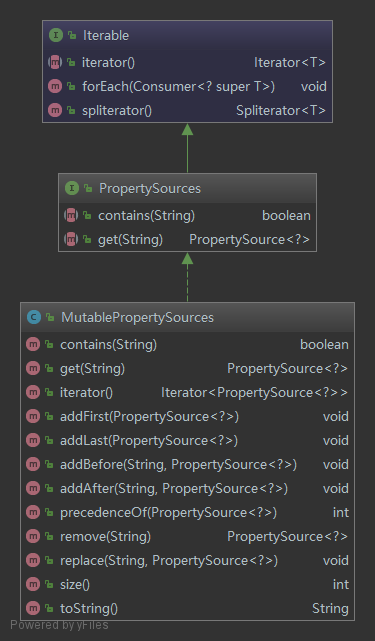 Iterable
iterator() Iterator<T>
forEach(Consumer<? super T>) void
spliterator() Spliterator<T>
PropertySources
contains(String) boolean
get(String) PropertySource<?>
MutablePropertySources
contains(String) boolean
get(String) PropertySource<?>
iterator() Iterator<PropertySource<?>>
addFirst(PropertySource<?>) void
addLast(PropertySource<?>) void
addBefore(String, PropertySource<?>) void
addAfter(String, PropertySource<?>) void
precedenceOf(PropertySource<?>) int
remove(String) PropertySource<?>
replace(String, PropertySource<?>) void
size() int
toString() String
Powered by yFiles